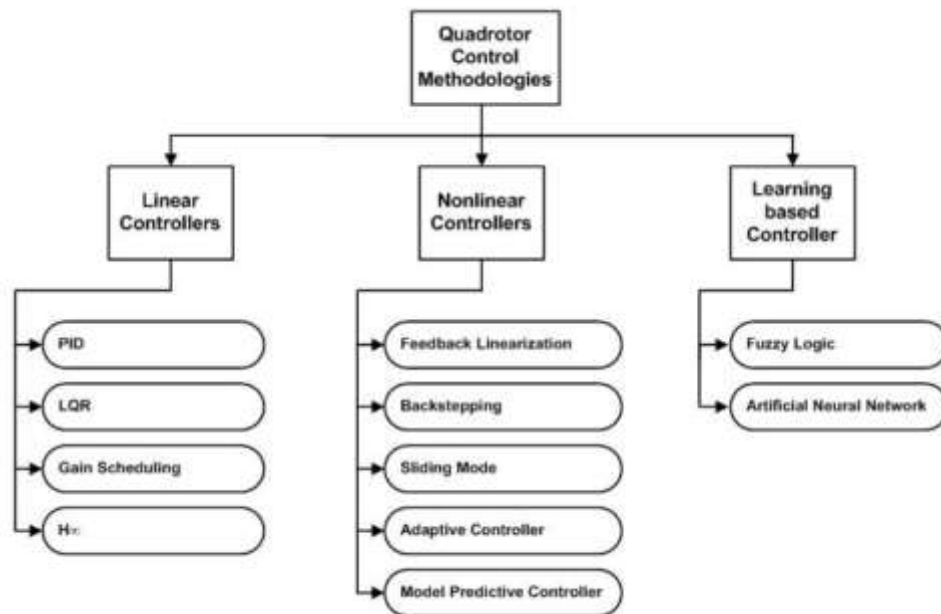 Quadrotor
Control
Methodologies
Linear
Controllers
Nonlinear
Controllers
Learning
based
Controller
PID
LQR
Gain Scheduling
H∞
Feedback Linearization
Backstepping
Sliding Mode
Adaptive Controller
Model Predictive Controller
Fuzzy Logic
Artificial Neural Network